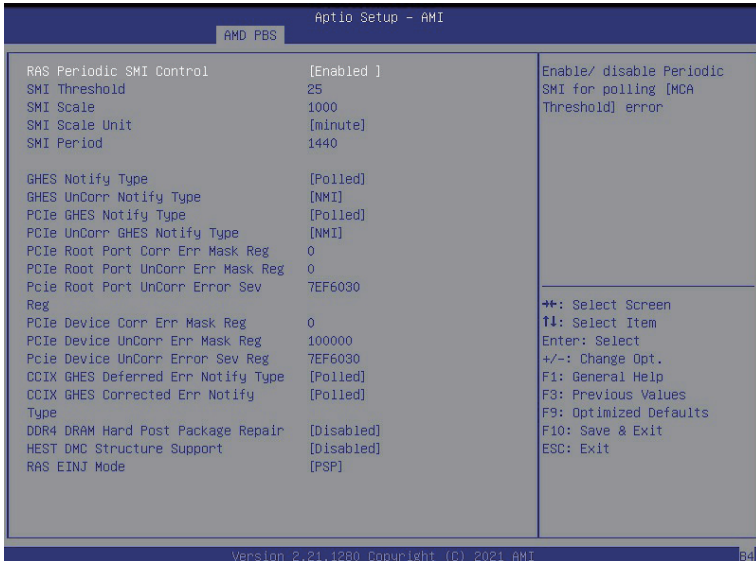 Aptio Setup – AMI
AMD PBS
RAS Periodic SMI Control [Enabled ]
SMI Threshold 25
SMI Scale 1000
SMI Scale Unit [minute]
SMI Period 1440
GHES Notify Type [Polled]
GHES UnCorr Notify Type [NMI]
PCIe GHES Notify Type [Polled]
PCIe UnCorr GHES Notify Type [NMI]
PCIe Root Port Corr Err Mask Reg 0
PCIe Root Port UnCorr Err Mask Reg 0
Pcie Root Port UnCorr Error Sev 7EF6030
Reg
PCIe Device Corr Err Mask Reg 0
PCIe Device UnCorr Err Mask Reg 100000
Pcie Device UnCorr Error Sev Reg 7EF6030
CCIX GHES Deferred Err Notify Type [Polled]
CCIX GHES Corrected Err Notify [Polled]
Type
DDR4 DRAM Hard Post Package Repair [Disabled]
HEST DMC Structure Support [Disabled]
RAS EINJ Mode [PSP]
Enable/ disable Periodic
SMI for polling [MCA
Threshold] error
→←: Select Screen
↑↓: Select Item
Enter: Select
+/-: Change Opt.
F1: General Help
F3: Previous Values
F9: Optimized Defaults
F10: Save & Exit
ESC: Exit
Version 2.21.1280 Copyright (C) 2021 AMI
B4